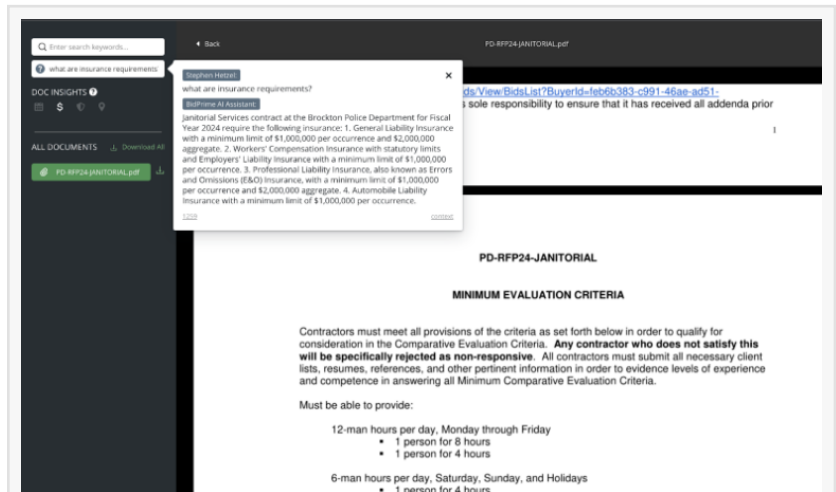 Enter search keywords...
what are insurance requirements
DOC INSIGHTS
$
ALL DOCUMENTS Download All
PD-RFP24-JANITORIAL.pdf
Back
PD-RFP24-JANITORIAL.pdf
Stephen Hetzel
what are insurance requirements?
BidPrime AI Assistant
Janitorial Services contract at the Brockton Police Department for Fiscal
Year 2024 require the following insurance: 1. General Liability Insurance
with a minimum limit of $1,000,000 per occurrence and $2,000,000
aggregate. 2. Workers' Compensation Insurance with statutory limits
and Employers' Liability Insurance with a minimum limit of $1,000,000
per occurrence. 3. Professional Liability Insurance, also known as Errors
and Omissions (E&O) Insurance, with a minimum limit of $1,000,000
per occurrence and $2,000,000 aggregate. 4. Automobile Liability
Insurance with a minimum limit of $1,000,000 per occurrence.
1259 context
ds/View/BidsList?BuyerId=feb6b383-c991-46ae-ad51-
s sole responsibility to ensure that it has received all addenda prior
1
PD-RFP24-JANITORIAL
MINIMUM EVALUATION CRITERIA
Contractors must meet all provisions of the criteria as set forth below in order to qualify for
consideration in the Comparative Evaluation Criteria. Any contractor who does not satisfy this
will be specifically rejected as non-responsive. All contractors must submit all necessary client
lists, resumes, references, and other pertinent information in order to evidence levels of experience
and competence in answering all Minimum Comparative Evaluation Criteria.
Must be able to provide:
12-man hours per day, Monday through Friday
▪ 1 person for 8 hours
▪ 1 person for 4 hours
6-man hours per day, Saturday, Sunday, and Holidays
▪ 1 person for 4 hours